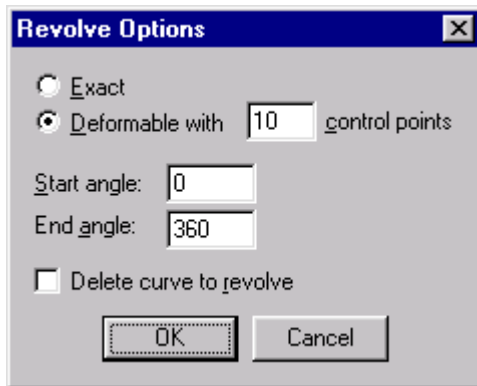 Revolve Options
Exact
Deformable with 10 control points
Start angle: 0
End angle: 360
Delete curve to revolve
OK Cancel